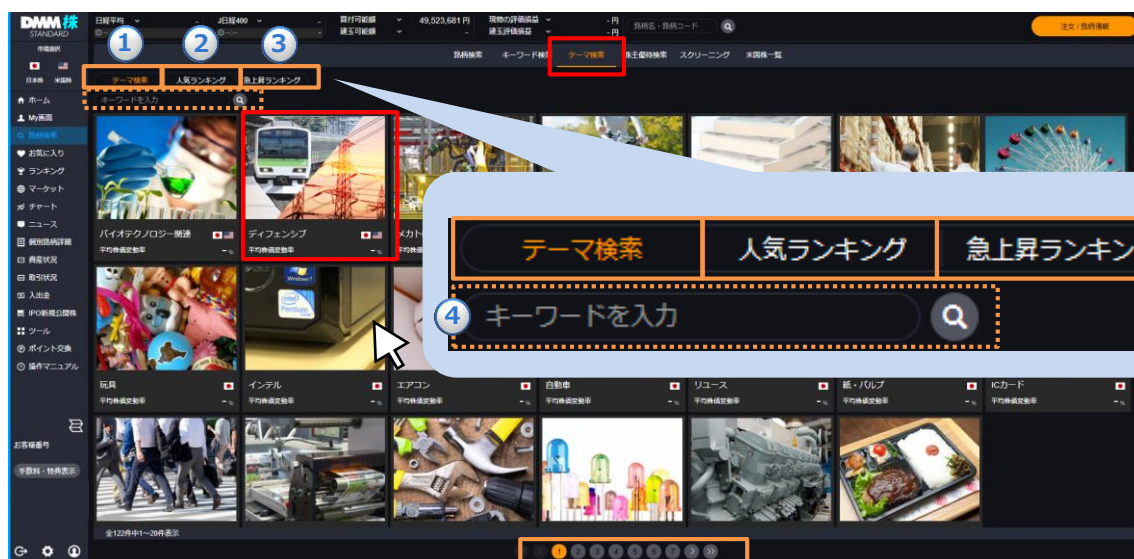 DMM 株
STANDARD
市場選択
日本株 米国株
ホーム
My画面
銘柄検索
お気に入り
ランキング
マーケット
チャート
ニュース
個別銘柄詳細
資産状況
取引状況
入出金
IPO新規公開株
ツール
ポイント交換
操作マニュアル
お客様番号
手数料・特典表示
日経平均 - J日経400 - 買付可能額 49,523,681 円 現物の評価損益 - 円
建玉可能額 - 建玉評価損益 - 円
銘柄名・銘柄コード
注文 / 銘柄情報
銘柄検索 キーワード検 テーマ検索 株主優待検索 スクリーニング 米国株一覧
1 2 3
テーマ検索 人気ランキング 急上昇ランキング
キーワードを入力
バイオテクノロジー関連
平均株価変動率 - %
ディフェンシブ
平均株価変動率 - %
メカト
平均株価
テーマ検索 人気ランキング 急上昇ランキン
4 キーワードを入力
Windows 7
intel
Pentium
玩具 インテル エアコン 自動車 リユース 紙・パルプ ICカード
平均株価変動率 - % 平均株価変動率 - % 平均株価変動率 - % 平均株価変動率 - % 平均株価変動率 - % 平均株価変動率 - % 平均株価変動率 - %
全122件中1~20件表示
1 2 3 4 5 6 7